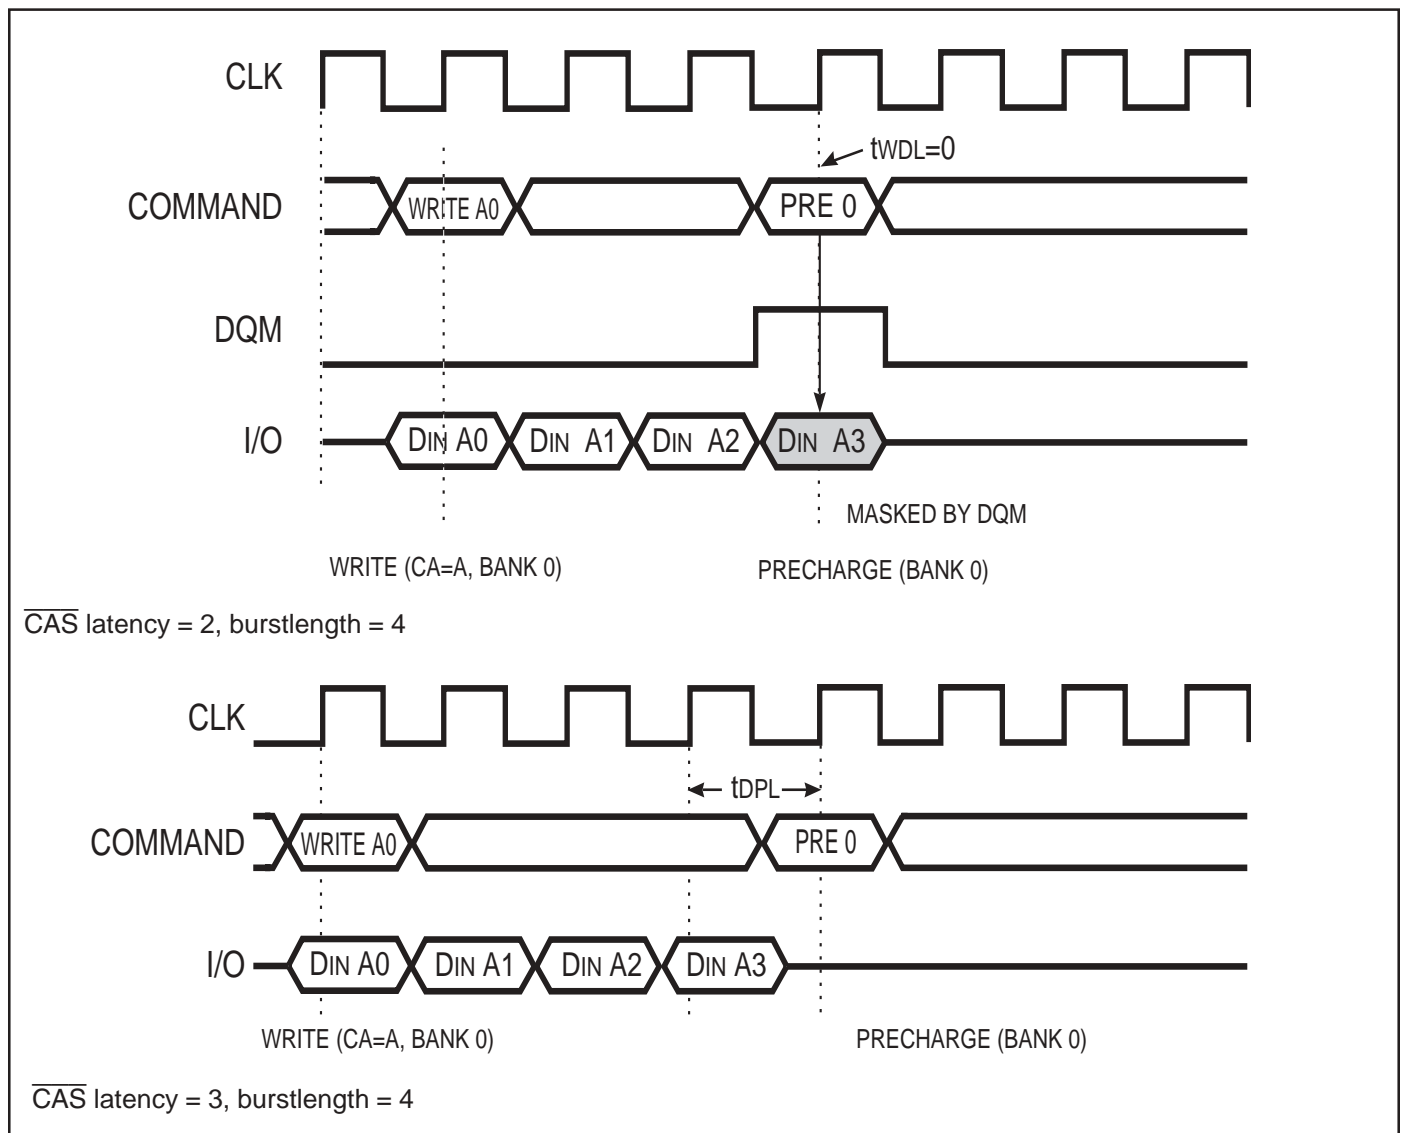 CLK
tWDL=0
COMMAND WRITE A0 PRE 0
DQM
I/O DIN A0 DIN A1 DIN A2 DIN A3
MASKED BY DQM
WRITE (CA=A, BANK 0) PRECHARGE (BANK 0)
CAS latency = 2, burstlength = 4
CLK
tDPL
COMMAND WRITE A0 PRE 0
I/O DIN A0 DIN A1 DIN A2 DIN A3
WRITE (CA=A, BANK 0) PRECHARGE (BANK 0)
CAS latency = 3, burstlength = 4